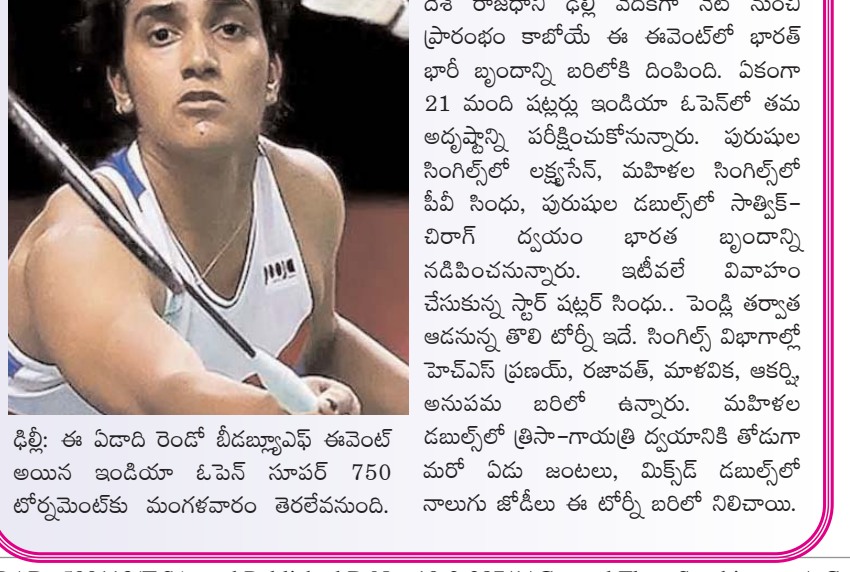 pooja
ఢిల్లీ: ఈ ఏడాది రెండో బీడబ్ల్యూఎఫ్ ఈవెంట్
అయిన ఇండియా ఓపెన్ సూపర్ 750
టోర్నమెంట్‌కు మంగళవారం తెరలేవనుంది.
దేశ రాజధాని ఢిల్లీ వేదికగా నేటి నుంచి
ప్రారంభం కాబోయే ఈ ఈవెంట్‌లో భారత్
భారీ బృందాన్ని బరిలోకి దింపింది. ఏకంగా
21 మంది షట్లర్లు ఇండియా ఓపెన్‌లో తమ
అదృష్టాన్ని పరీక్షించుకోనున్నారు. పురుషుల
సింగిల్స్‌లో లక్ష్యసేన్, మహిళల సింగిల్స్‌లో
పీవీ సింధు, పురుషుల డబుల్స్‌లో సాత్విక్-
చిరాగ్ ద్వయం భారత బృందాన్ని
నడిపించనున్నారు. ఇటీవలే వివాహం
చేసుకున్న స్టార్ షట్లర్ సింధు.. పెండ్లి తర్వాత
ఆడనున్న తొలి టోర్నీ ఇదే. సింగిల్స్ విభాగాల్లో
హెచ్ఎస్ ప్రణయ్, రజావత్, మాళవిక, ఆకర్షి,
అనుపమ బరిలో ఉన్నారు. మహిళల
డబుల్స్‌లో త్రిసా-గాయత్రి ద్వయానికి తోడుగా
మరో ఏడు జంటలు, మిక్స్‌డ్ డబుల్స్‌లో
నాలుగు జోడీలు ఈ టోర్నీ బరిలో నిలిచాయి.